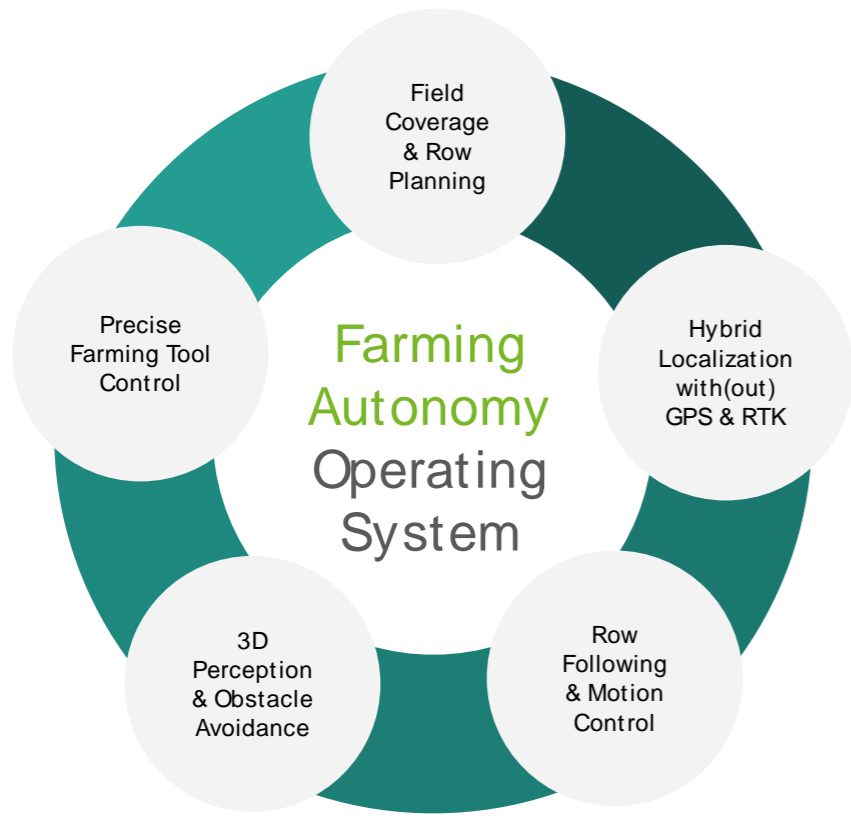 Field
Coverage
& Row
Planning
Hybrid
Localization
with(out)
GPS & RTK
Row
Following
& Motion
Control
3D
Perception
& Obstacle
Avoidance
Precise
Farming Tool
Control
Farming
Autonomy
Operating
System